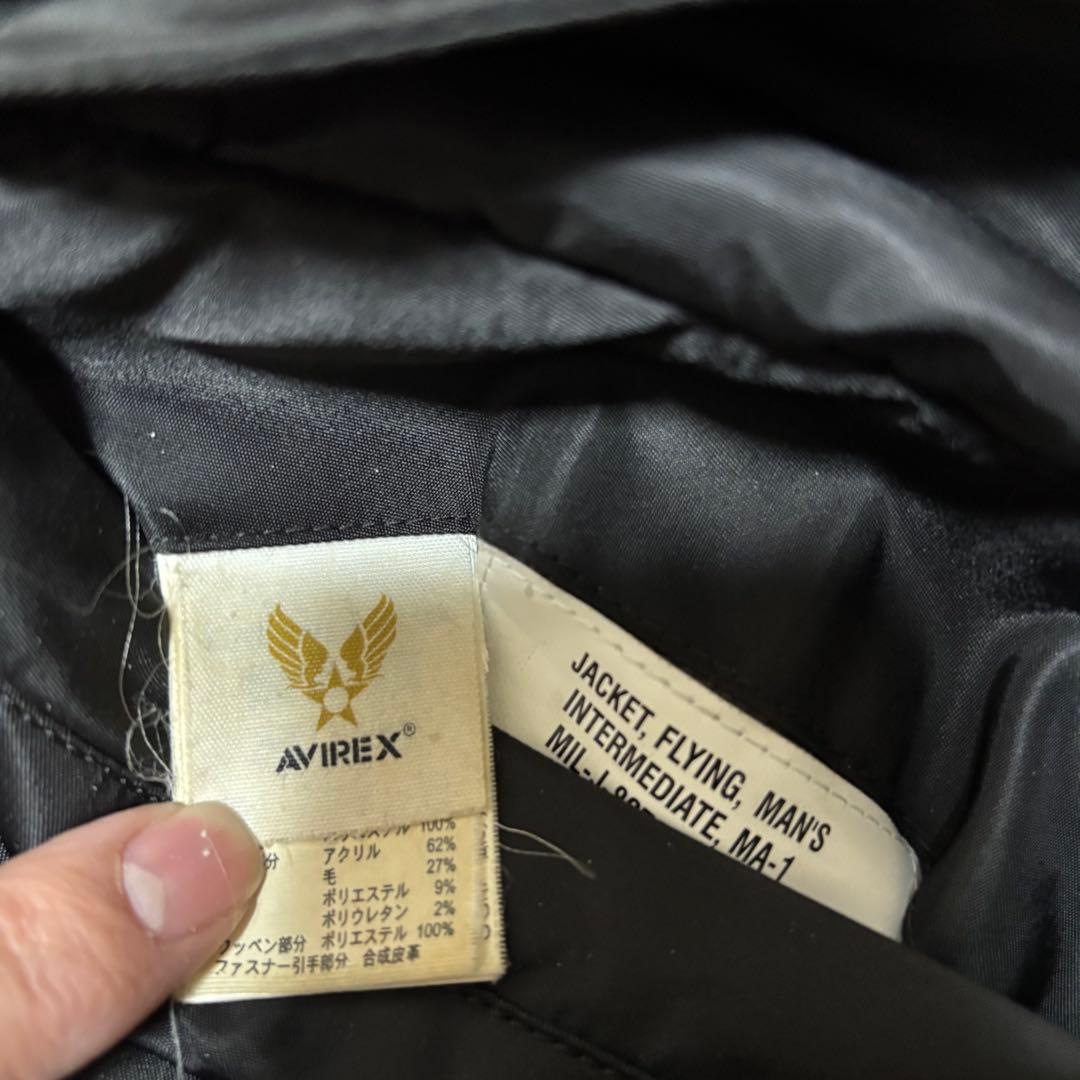 AVIREX®
100%
分 アクリル 62%
毛 27%
ポリエステル 9%
ポリウレタン 2%
ワッペン部分 ポリエステル 100%
ファスナー引手部分 合成皮革
JACKET, FLYING, MAN'S
INTERMEDIATE, MA-1